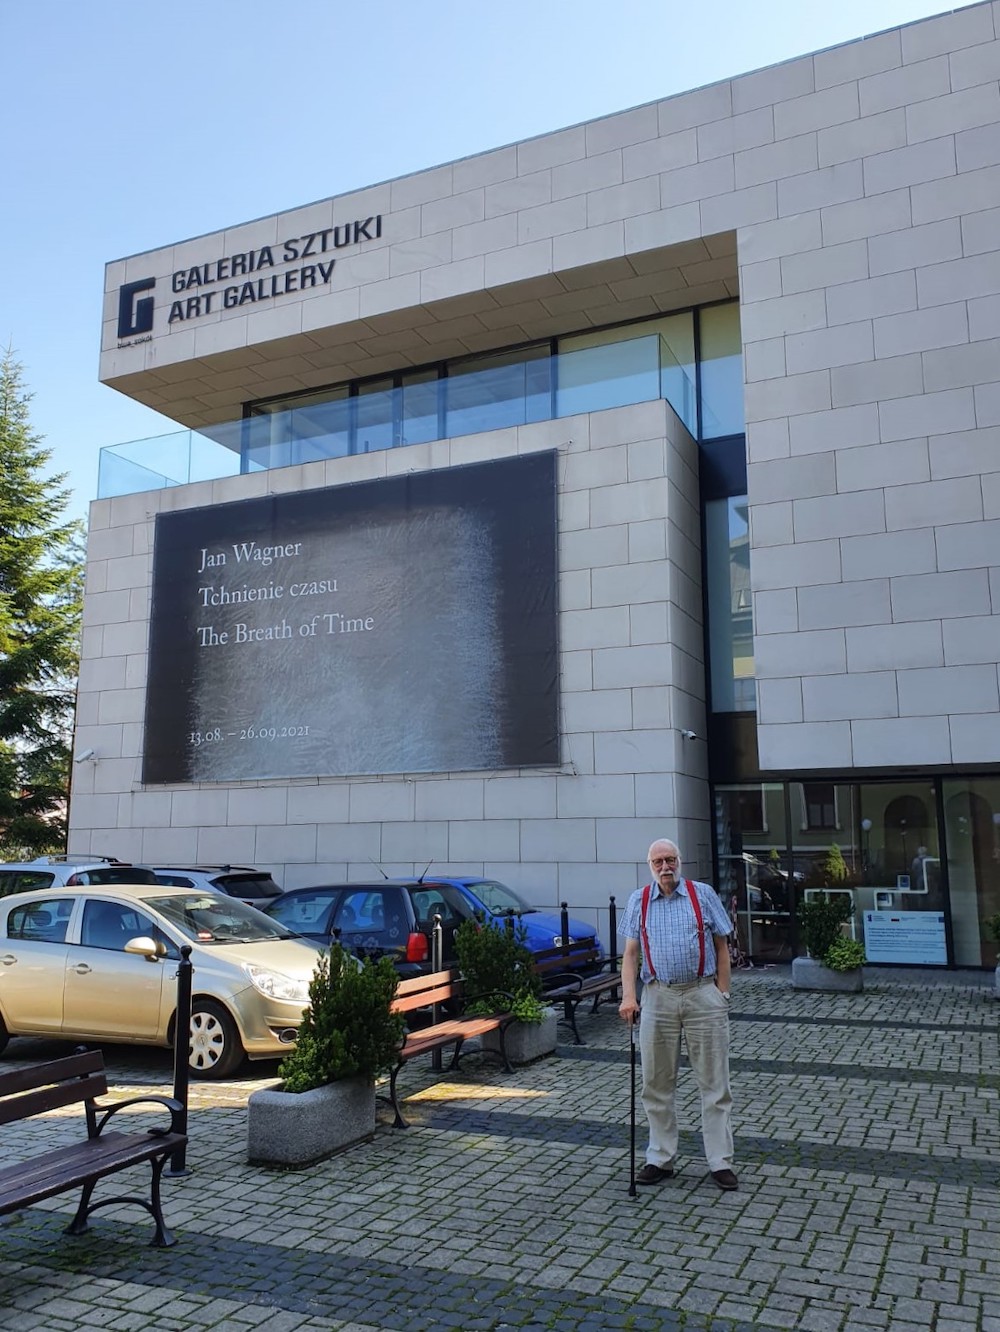 GALERIA SZTUKI
ART GALLERY
Jan Wagner
Tchnienie czasu
The Breath of Time
13.08. – 26.09.2021